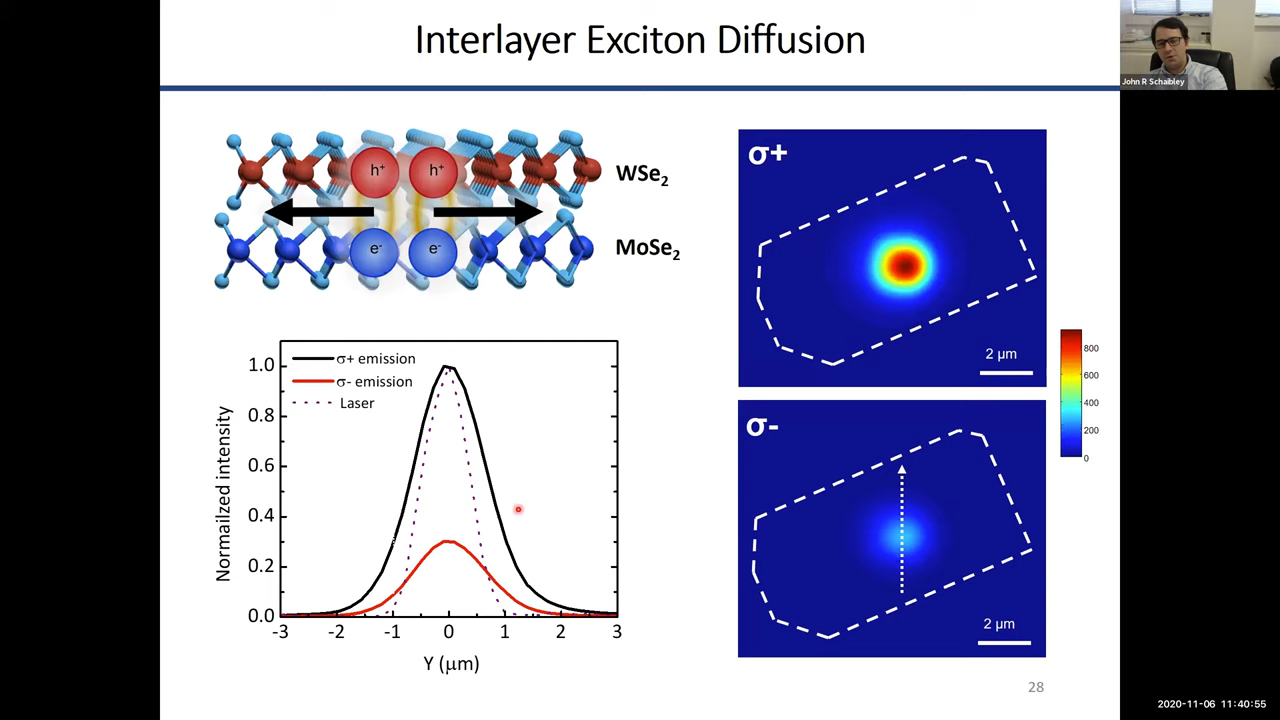 Interlayer Exciton Diffusion
John R Schaibley
h+ h+
WSe2
e- e-
MoSe2
σ+
2 μm
800
600
400
200
0
σ-
2 μm
σ+ emission
σ- emission
Laser
Normailzed intensity
1.0
0.8
0.6
0.4
0.2
0.0
-3 -2 -1 0 1 2 3
Y (μm)
28
2020-11-06 11:40:55